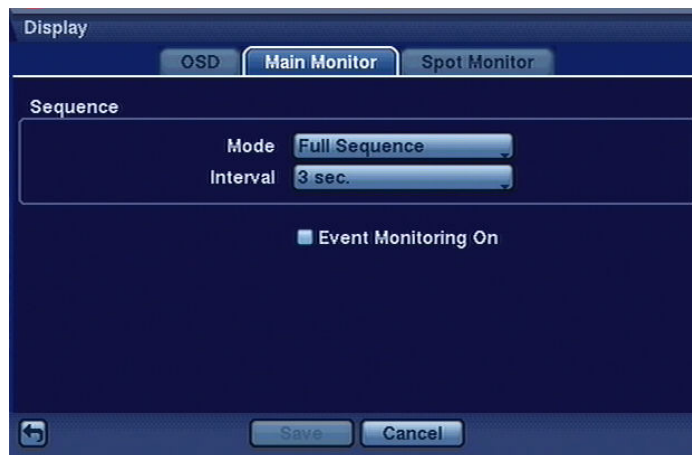 Display
OSD Main Monitor Spot Monitor
Sequence
Mode Full Sequence
Interval 3 sec.
Event Monitoring On
Save Cancel